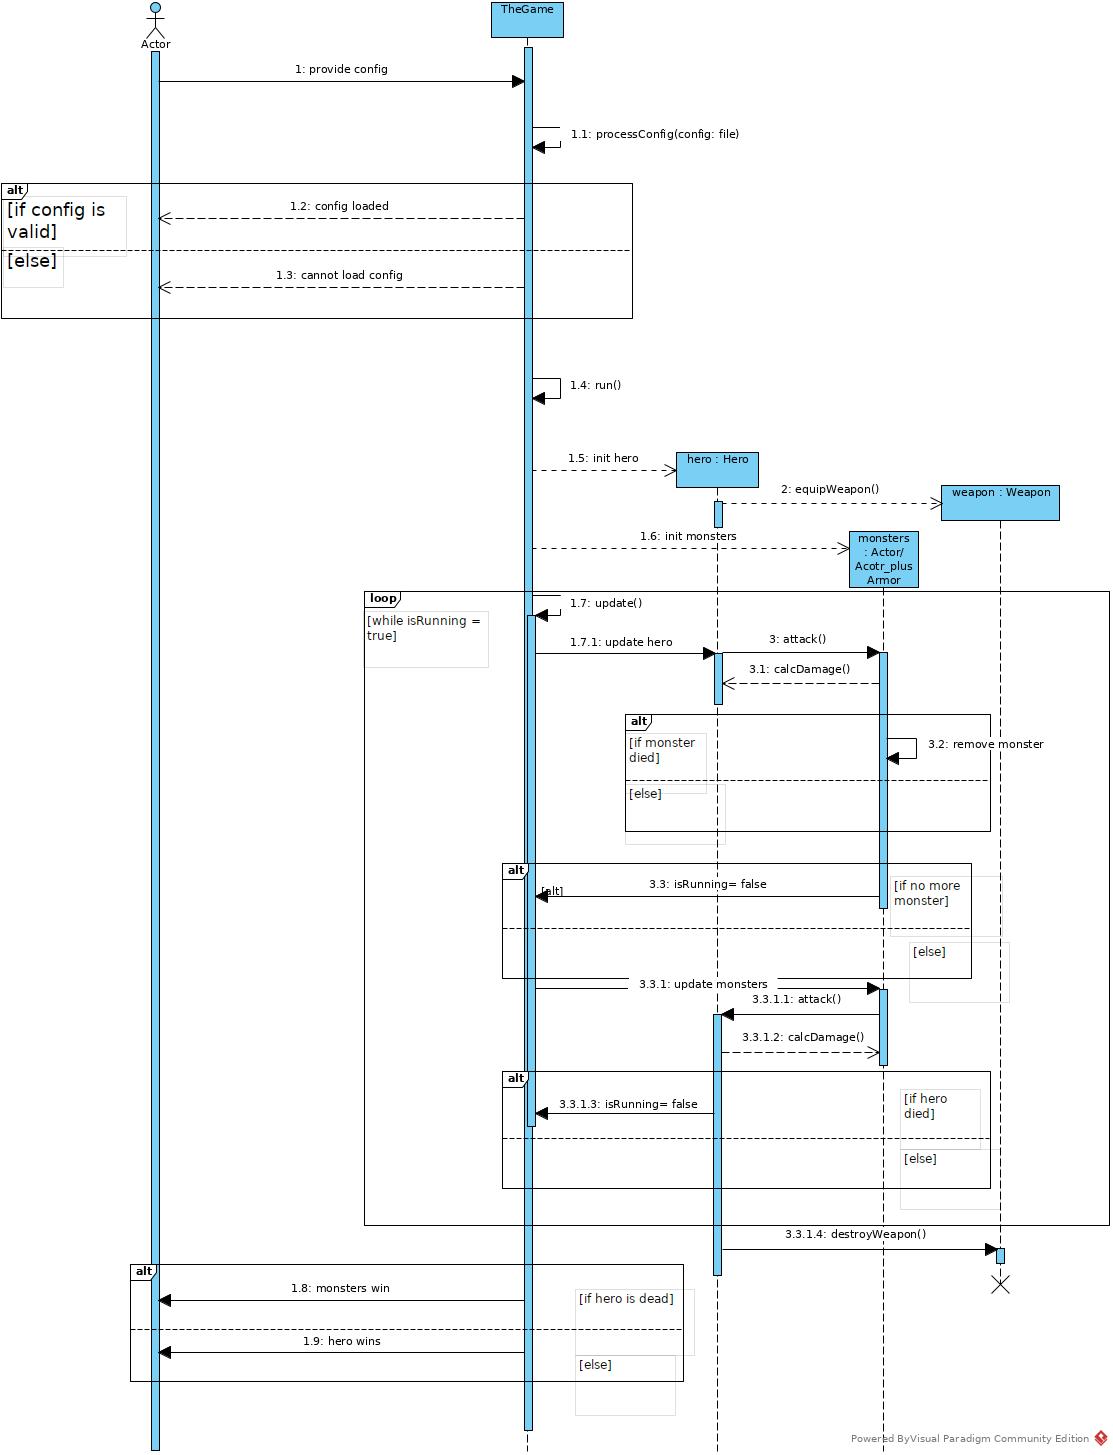 TheGame
Actor
1: provide config
1.1: processConfig(config: file)
alt
[if config is
valid]
1.2: config loaded
[else]
1.3: cannot load config
1.4: run()
1.5: init hero
hero : Hero
2: equipWeapon()
weapon : Weapon
1.6: init monsters
monsters
: Actor/
Acotr_plus
Armor
loop
[while isRunning =
true]
1.7: update()
1.7.1: update hero
3: attack()
3.1: calcDamage()
alt
[if monster
died]
3.2: remove monster
[else]
alt
[alt]
3.3: isRunning= false
[if no more
monster]
[else]
3.3.1: update monsters
3.3.1.1: attack()
3.3.1.2: calcDamage()
alt
3.3.1.3: isRunning= false
[if hero
died]
[else]
3.3.1.4: destroyWeapon()
alt
1.8: monsters win
[if hero is dead]
1.9: hero wins
[else]
Powered ByVisual Paradigm Community Edition